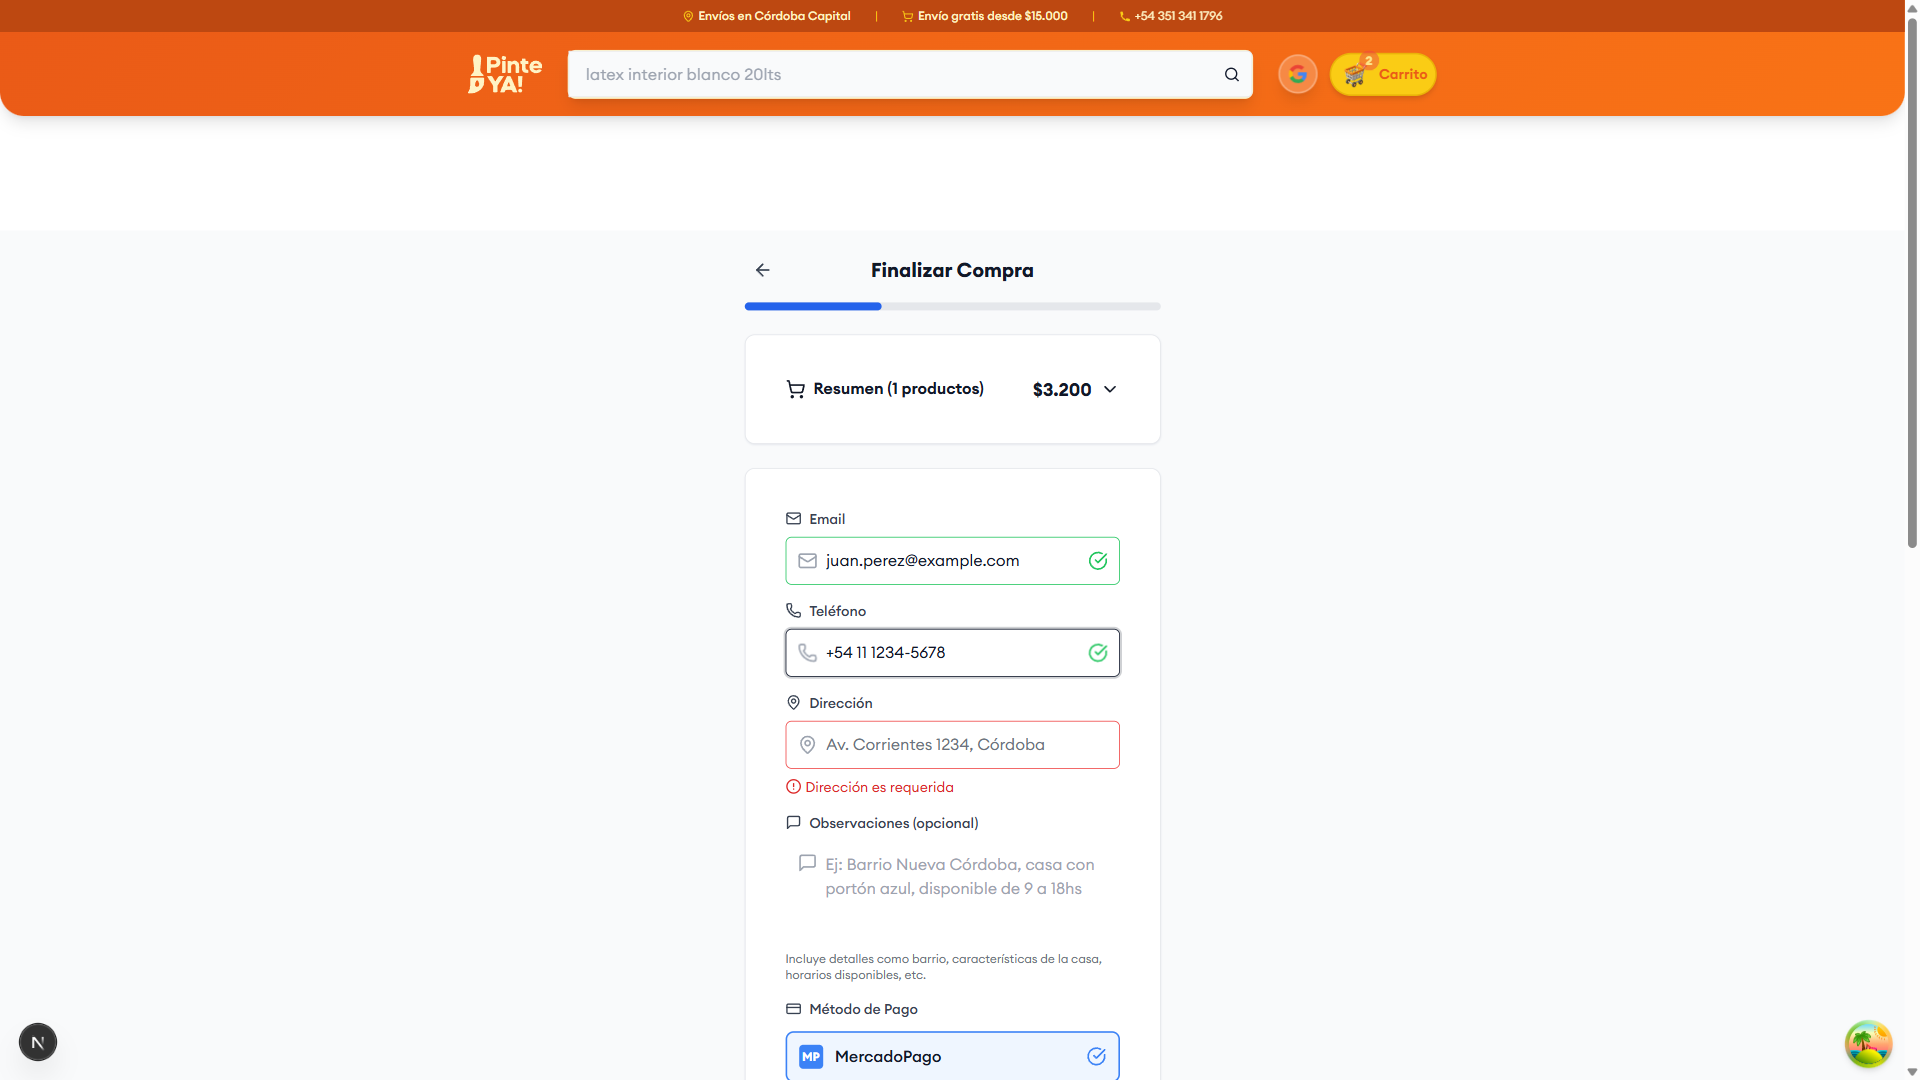 Envíos en Córdoba Capital | Envío gratis desde $15.000 | +54 351 341 1796
Pinte
YA!
latex interior blanco 20lts
2
Carrito
Finalizar Compra
Resumen (1 productos) $3.200
Email
juan.perez@example.com
Teléfono
+54 11 1234-5678
Dirección
Av. Corrientes 1234, Córdoba
Dirección es requerida
Observaciones (opcional)
Ej: Barrio Nueva Córdoba, casa con
portón azul, disponible de 9 a 18hs
Incluye detalles como barrio, características de la casa,
horarios disponibles, etc.
Método de Pago
MP MercadoPago
N